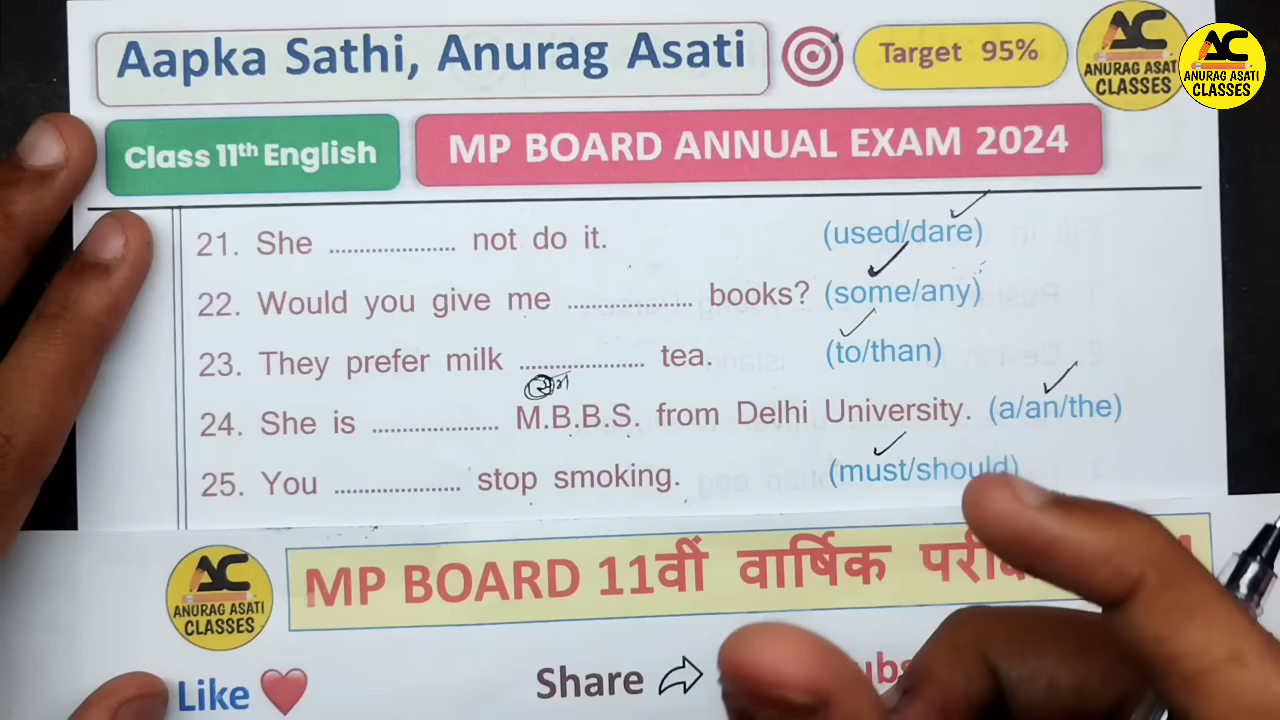 Aapka Sathi, Anurag Asati
Target 95%
AC
ANURAG ASATI
CLASSES
AC
ANURAG ASATI
CLASSES
Class 11th English
MP BOARD ANNUAL EXAM 2024
21. She ..................... not do it. (used/dare)
22. Would you give me ..................... books? (some/any)
23. They prefer milk ..................... tea. (to/than)
24. She is ..................... M.B.B.S. from Delhi University. (a/an/the)
25. You ..................... stop smoking. (must/should)
AC
ANURAG ASATI
CLASSES
MP BOARD 11वीं वार्षिक
Like
Share